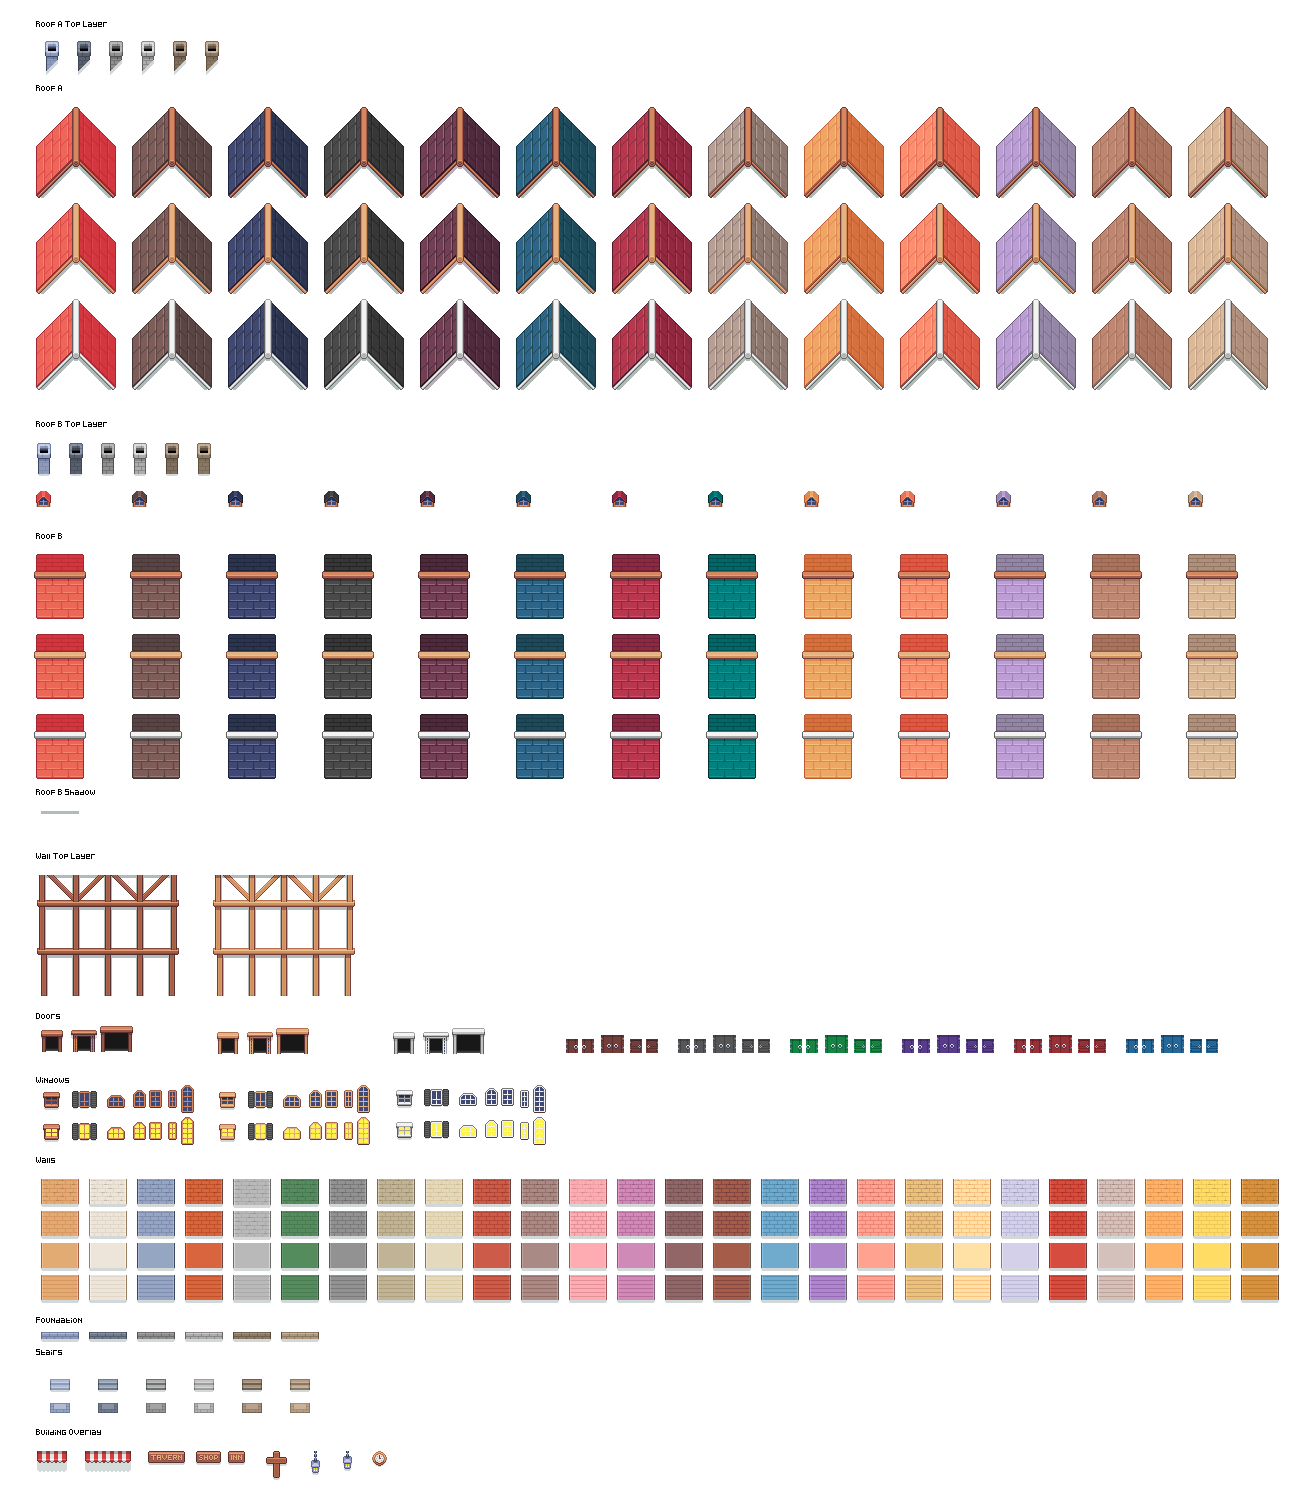 Roof A Top Layer
Roof A
Roof B Top Layer
Roof B
Roof B Shadow
Wall Top Layer
Doors
Windows
Walls
Foundation
Stairs
Building Overlay
TAVERN SHOP INN